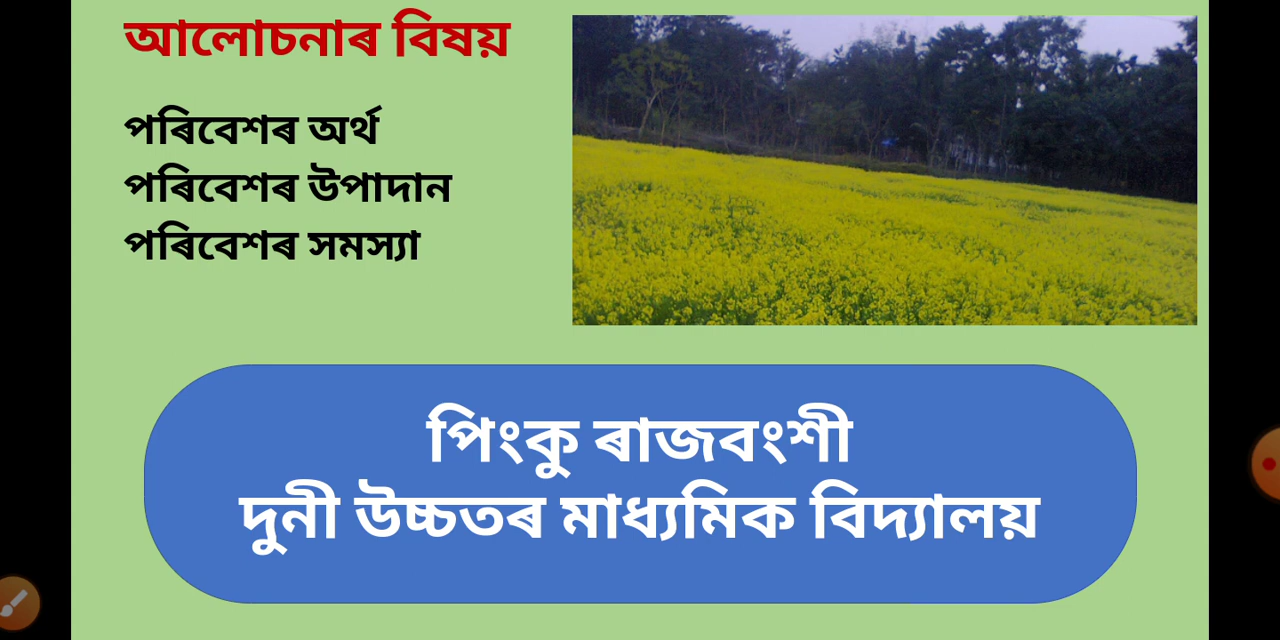 আলোচনাৰ বিষয়
পৰিবেশৰ অৰ্থ
পৰিবেশৰ উপাদান
পৰিবেশৰ সমস্যা
পিংকু ৰাজবংশী
দুনী উচ্চতৰ মাধ্যমিক বিদ্যালয়